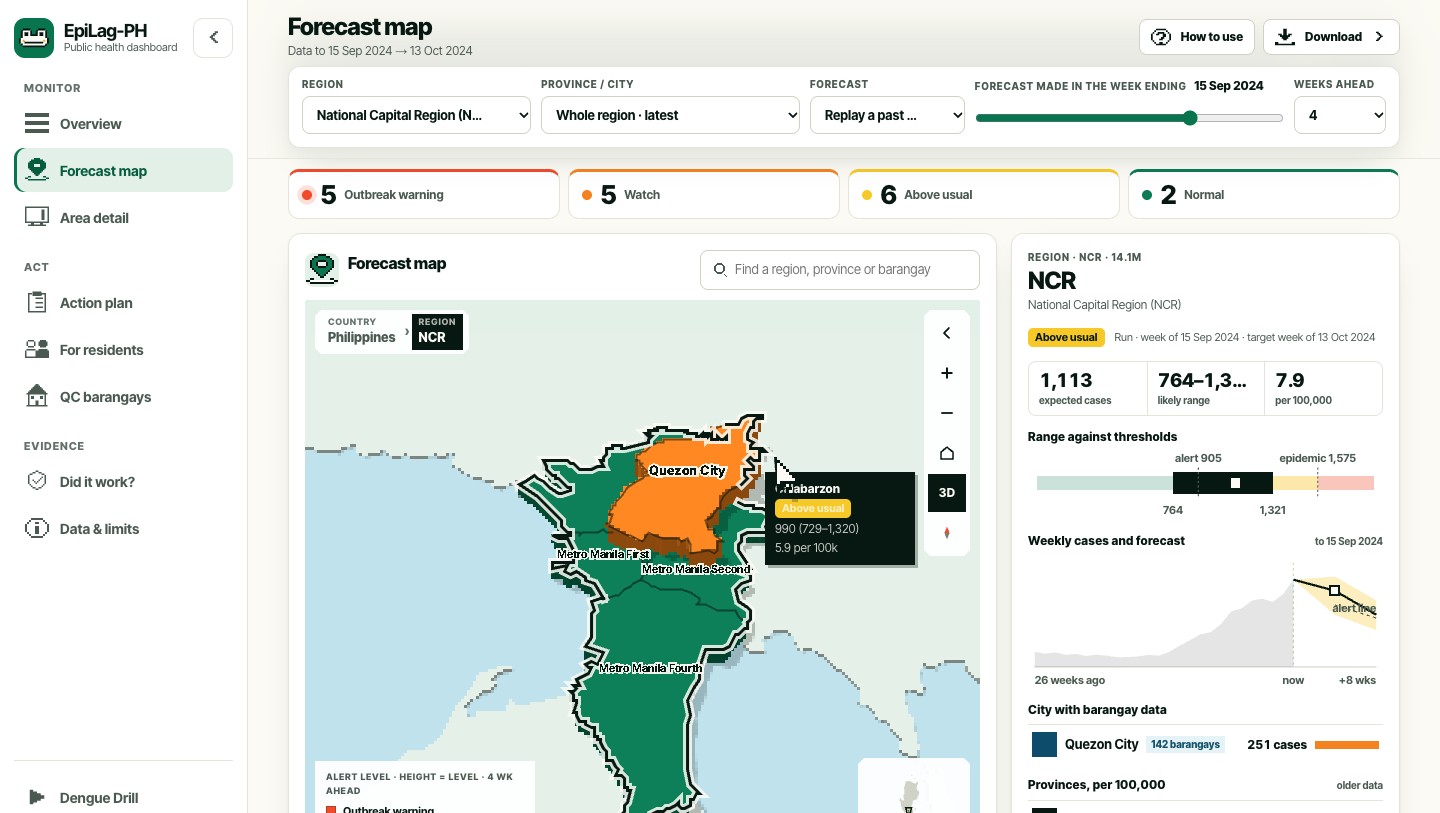 EpiLag-PH
Public health dashboard
MONITOR
Overview
Forecast map
Area detail
ACT
Action plan
For residents
QC barangays
EVIDENCE
Did it work?
Data & limits
Dengue Drill
Forecast map
Data to 15 Sep 2024 → 13 Oct 2024
How to use
Download
REGION
National Capital Region (N...
PROVINCE / CITY
Whole region · latest
FORECAST
Replay a past ...
FORECAST MADE IN THE WEEK ENDING 15 Sep 2024
WEEKS AHEAD
4
5 Outbreak warning
5 Watch
6 Above usual
2 Normal
Forecast map
Find a region, province or barangay
COUNTRY
Philippines
›
REGION
NCR
3D
Quezon City
Metro Manila First
Metro Manila Second
Metro Manila Fourth
Above usual
990 (729–1,320)
5.9 per 100k
ALERT LEVEL · HEIGHT = LEVEL · 4 WK
AHEAD
Outbreak warning
REGION · NCR · 14.1M
NCR
National Capital Region (NCR)
Above usual
Run · week of 15 Sep 2024 · target week of 13 Oct 2024
1,113
expected cases
764–1,3...
likely range
7.9
per 100,000
Range against thresholds
alert 905
epidemic 1,575
764
1,321
Weekly cases and forecast
to 15 Sep 2024
alert line
26 weeks ago
now
+8 wks
City with barangay data
Quezon City
142 barangays
251 cases
Provinces, per 100,000
older data